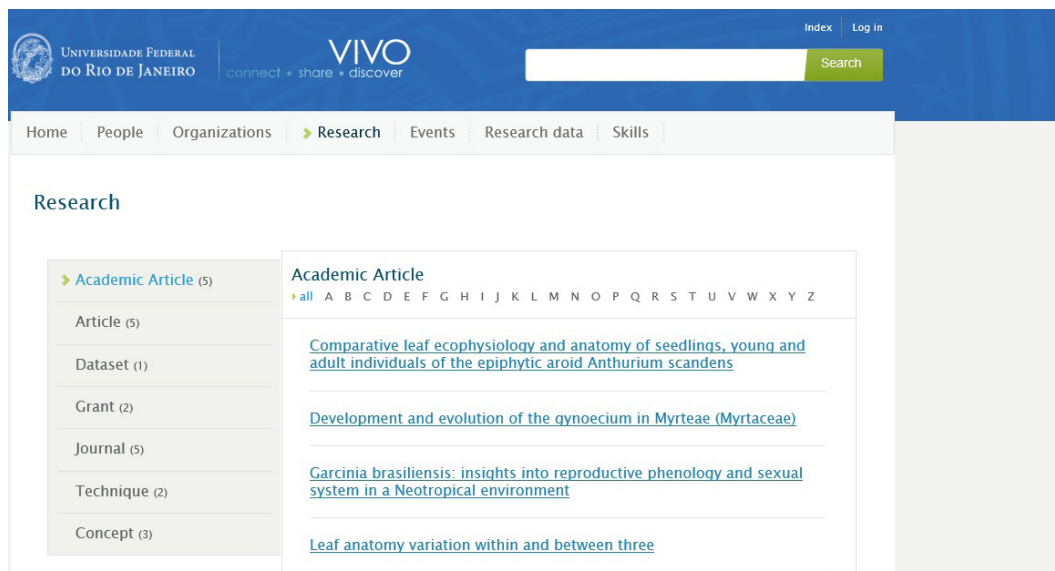 Index Log in
UNIVERSIDADE FEDERAL
DO RIO DE JANEIRO
VIVO
connect • share • discover
Search
Home People Organizations Research Events Research data Skills
Research
Academic Article (5)
Article (5)
Dataset (1)
Grant (2)
Journal (5)
Technique (2)
Concept (3)
Academic Article
all A B C D E F G H I J K L M N O P Q R S T U V W X Y Z
Comparative leaf ecophysiology and anatomy of seedlings, young and
adult individuals of the epiphytic aroid Anthurium scandens
Development and evolution of the gynoecium in Myrteae (Myrtaceae)
Garcinia brasiliensis: insights into reproductive phenology and sexual
system in a Neotropical environment
Leaf anatomy variation within and between three